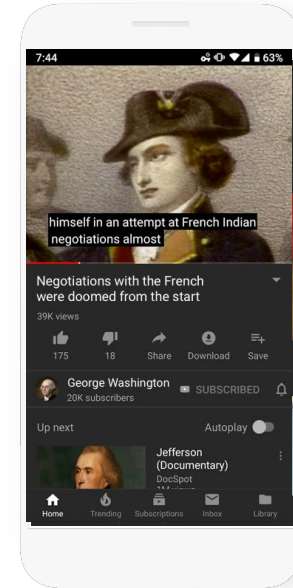 7:44
63%
himself in an attempt at French Indian
negotiations almost
Negotiations with the French
were doomed from the start
39K views
175
18
Share
Download
Save
George Washington
SUBSCRIBED
20K subscribers
Up next
Autoplay
Jefferson
(Documentary)
DocSpot
1M views
Home
Trending
Subscriptions
Inbox
Library